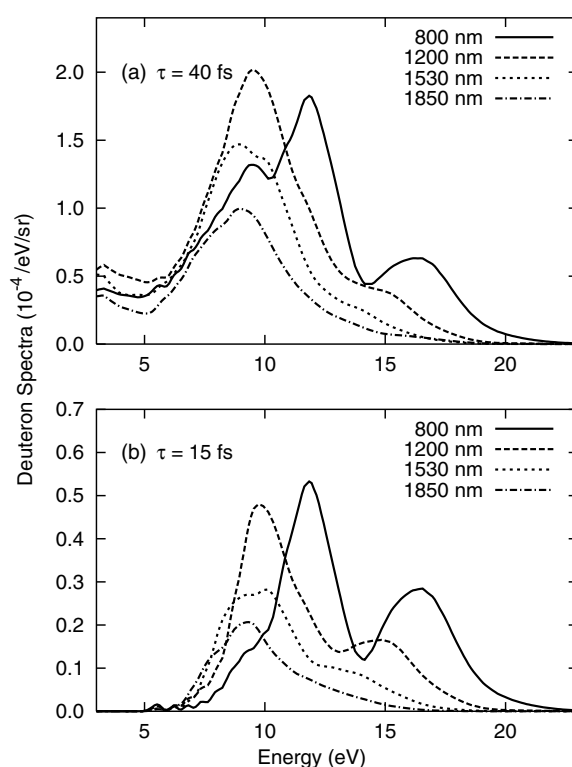 800 nm
1200 nm
1530 nm
1850 nm
(a) τ = 40 fs
2.0
1.5
1.0
0.5
0.0
5 10 15 20
Deuteron Spectra (10⁻⁴ /eV/sr)
800 nm
1200 nm
1530 nm
1850 nm
(b) τ = 15 fs
0.7
0.6
0.5
0.4
0.3
0.2
0.1
0.0
5 10 15 20
Energy (eV)